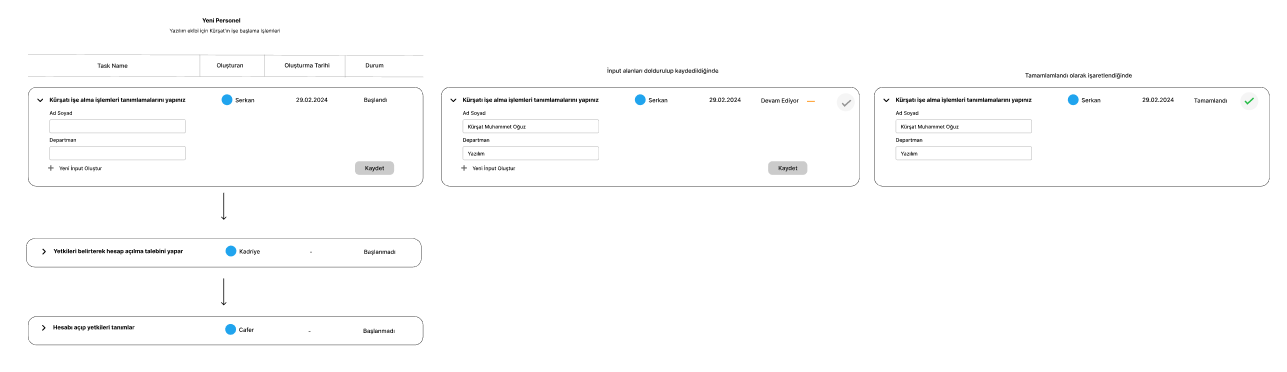 Yeni Personel
Yazılım ekibi için Kürşat'ın işe başlama işlemleri
Task Name Oluşturan Oluşturma Tarihi Durum
Kürşatı işe alma işlemleri tanımlamalarını yapınız Serkan 29.02.2024 Başlandı
Ad Soyad
Departman
Yeni İnput Oluştur Kaydet
Yetkileri belirterek hesap açılma talebini yapar Kadriye - Başlanmadı
Hesabı açıp yetkileri tanımlar Cafer - Başlanmadı
İnput alanları doldurutup kaydedildiğinde
Kürşatı işe alma işlemleri tanımlamalarını yapınız Serkan 29.02.2024 Devam Ediyor
Ad Soyad
Kürşat Muhammet Oğuz
Departman
Yazılım
Yeni İnput Oluştur Kaydet
Tamamlamlandı olarak işaretlendiğinde
Kürşatı işe alma işlemleri tanımlamalarını yapınız Serkan 29.02.2024 Tamamlandı
Ad Soyad
Kürşat Muhammet Oğuz
Departman
Yazılım